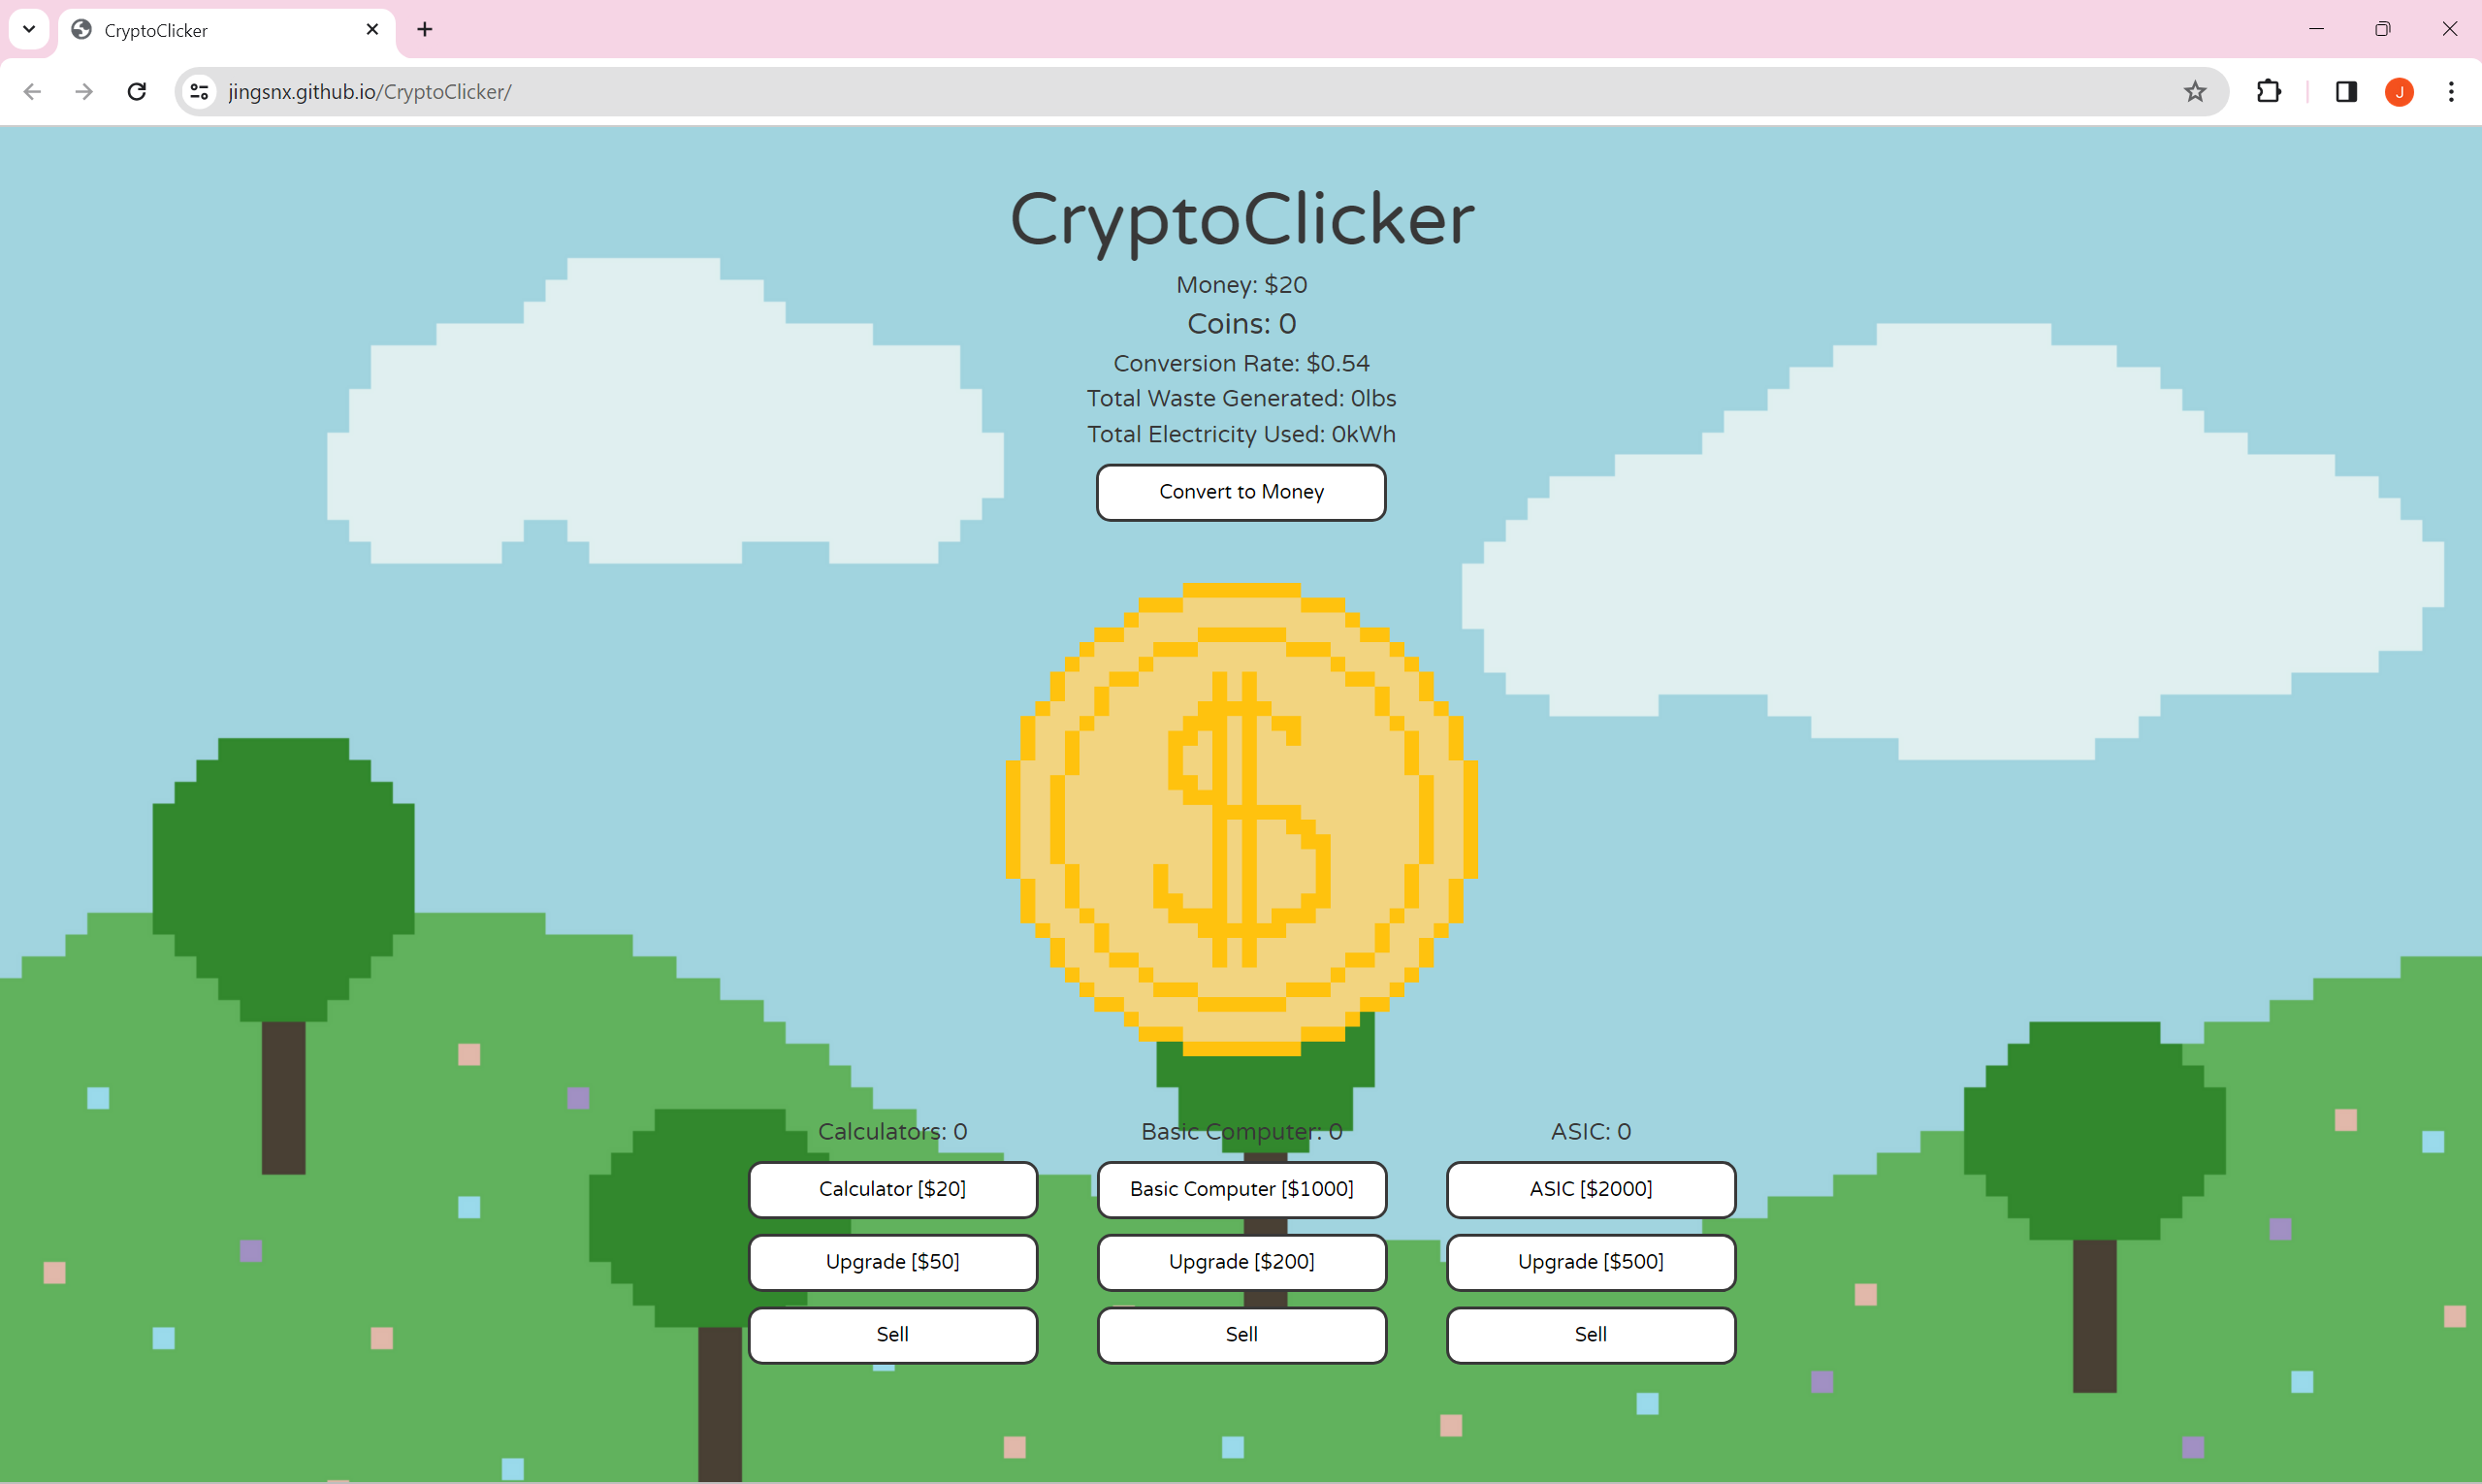 CryptoClicker
jingsnx.github.io/CryptoClicker/
J
CryptoClicker
Money: $20
Coins: 0
Conversion Rate: $0.54
Total Waste Generated: 0lbs
Total Electricity Used: 0kWh
Convert to Money
$
Calculators: 0 Basic Computer: 0 ASIC: 0
Calculator [$20] Basic Computer [$1000] ASIC [$2000]
Upgrade [$50] Upgrade [$200] Upgrade [$500]
Sell Sell Sell